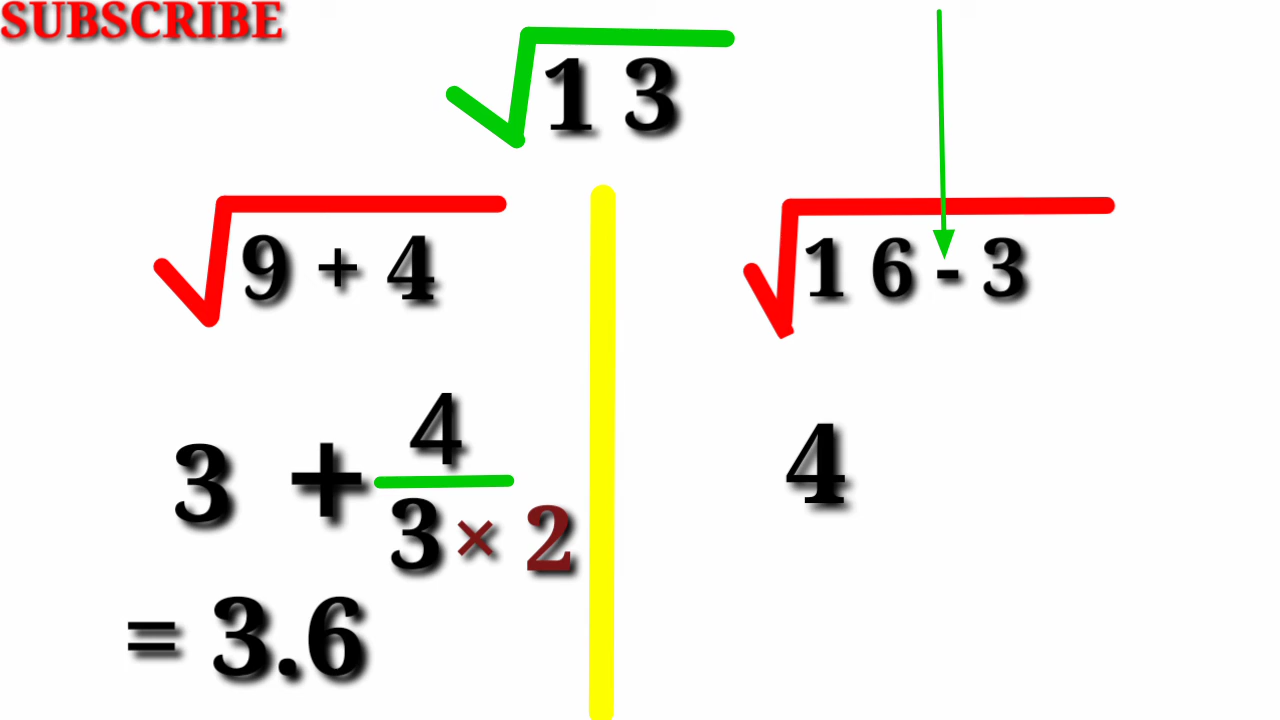 SUBSCRIBE
√13
√9 + 4
3 + 4/3 × 2
= 3.6
√16 - 3
4